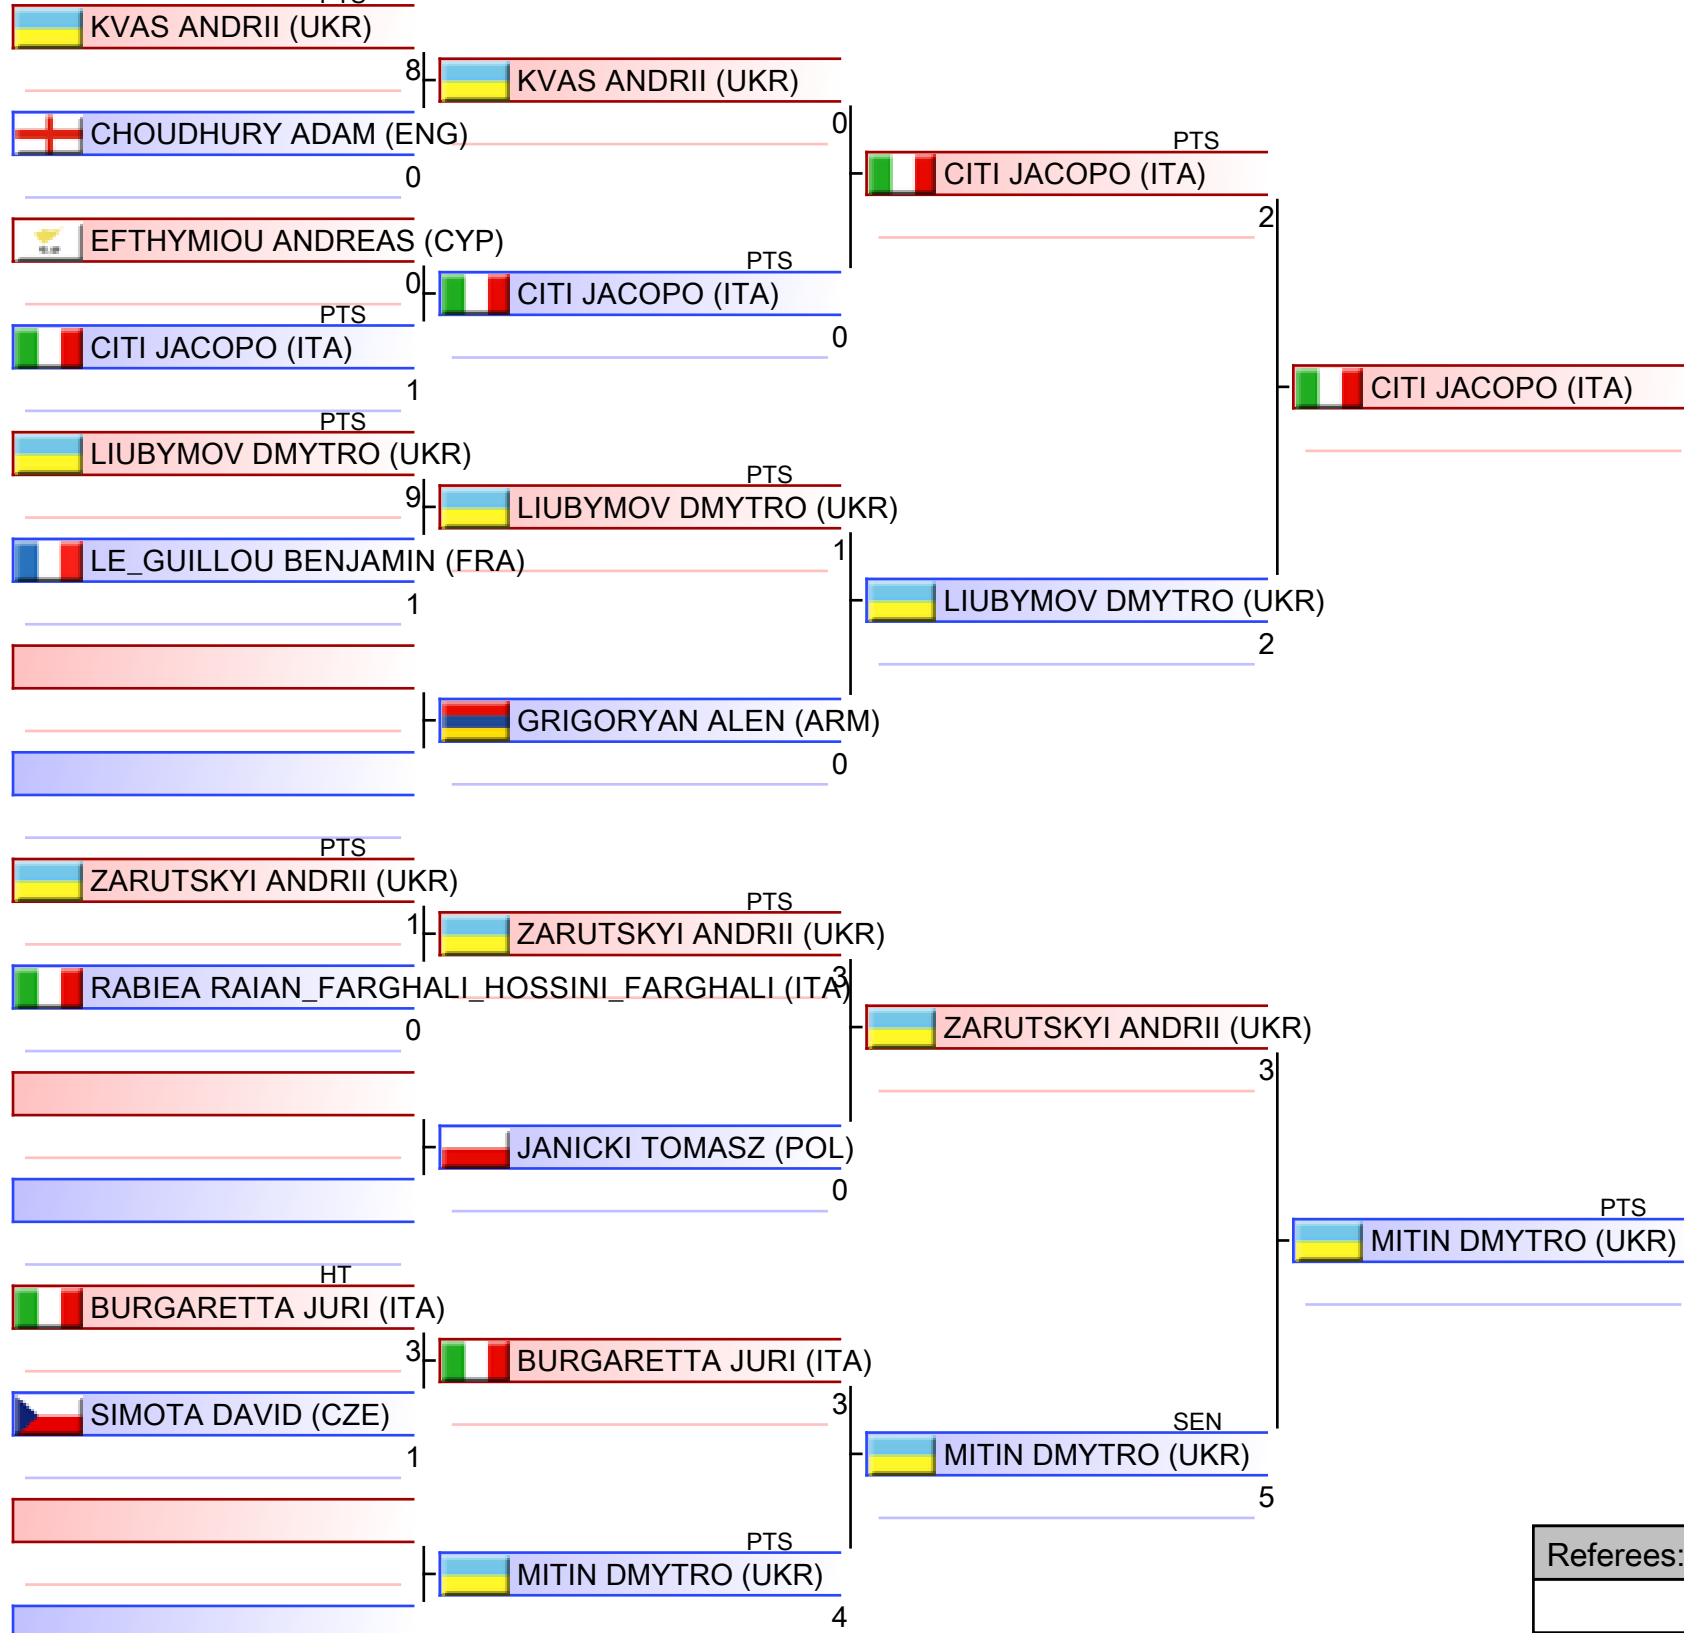 KVAS ANDRII (UKR)
8
CHOUDHURY ADAM (ENG)
0
EFTHYMIOU ANDREAS (CYP)
0
PTS
CITI JACOPO (ITA)
1
PTS
LIUBYMOV DMYTRO (UKR)
9
LE_GUILLOU BENJAMIN (FRA)
1
PTS
ZARUTSKYI ANDRII (UKR)
1
RABIEA RAIAN_FARGHALI_HOSSINI_FARGHALI (ITA)
0
HT
BURGARETTA JURI (ITA)
3
SIMOTA DAVID (CZE)
1
KVAS ANDRII (UKR)
0
PTS
CITI JACOPO (ITA)
0
PTS
LIUBYMOV DMYTRO (UKR)
1
GRIGORYAN ALEN (ARM)
0
PTS
ZARUTSKYI ANDRII (UKR)
3
JANICKI TOMASZ (POL)
0
BURGARETTA JURI (ITA)
3
PTS
MITIN DMYTRO (UKR)
4
PTS
CITI JACOPO (ITA)
2
LIUBYMOV DMYTRO (UKR)
2
ZARUTSKYI ANDRII (UKR)
3
SEN
MITIN DMYTRO (UKR)
5
CITI JACOPO (ITA)
PTS
MITIN DMYTRO (UKR)
Referees: